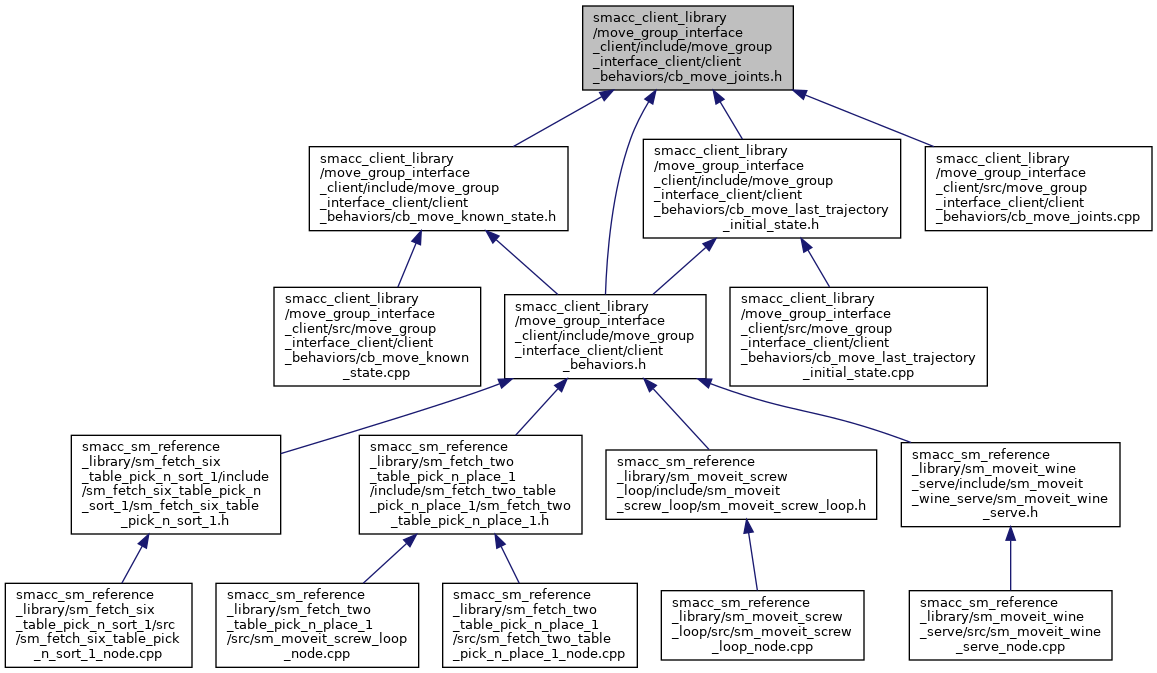 smacc_client_library
/move_group_interface
_client/include/move_group
_interface_client/client
_behaviors/cb_move_joints.h
smacc_client_library
/move_group_interface
_client/include/move_group
_interface_client/client
_behaviors/cb_move_known_state.h
smacc_client_library
/move_group_interface
_client/include/move_group
_interface_client/client
_behaviors/cb_move_last_trajectory
_initial_state.h
smacc_client_library
/move_group_interface
_client/src/move_group
_interface_client/client
_behaviors/cb_move_joints.cpp
smacc_client_library
/move_group_interface
_client/src/move_group
_interface_client/client
_behaviors/cb_move_known
_state.cpp
smacc_client_library
/move_group_interface
_client/include/move_group
_interface_client/client
_behaviors.h
smacc_client_library
/move_group_interface
_client/src/move_group
_interface_client/client
_behaviors/cb_move_last_trajectory
_initial_state.cpp
smacc_sm_reference
_library/sm_fetch_six
_table_pick_n_sort_1/include
/sm_fetch_six_table_pick_n
_sort_1/sm_fetch_six_table
_pick_n_sort_1.h
smacc_sm_reference
_library/sm_fetch_two
_table_pick_n_place_1
/include/sm_fetch_two_table
_pick_n_place_1/sm_fetch_two
_table_pick_n_place_1.h
smacc_sm_reference
_library/sm_moveit_screw
_loop/include/sm_moveit
_screw_loop/sm_moveit_screw_loop.h
smacc_sm_reference
_library/sm_moveit_wine
_serve/include/sm_moveit
_wine_serve/sm_moveit_wine
_serve.h
smacc_sm_reference
_library/sm_fetch_six
_table_pick_n_sort_1/src
/sm_fetch_six_table_pick
_n_sort_1_node.cpp
smacc_sm_reference
_library/sm_fetch_two
_table_pick_n_place_1
/src/sm_moveit_screw_loop
_node.cpp
smacc_sm_reference
_library/sm_fetch_two
_table_pick_n_place_1
/src/sm_fetch_two_table
_pick_n_place_1_node.cpp
smacc_sm_reference
_library/sm_moveit_screw
_loop/src/sm_moveit_screw
_loop_node.cpp
smacc_sm_reference
_library/sm_moveit_wine
_serve/src/sm_moveit_wine
_serve_node.cpp